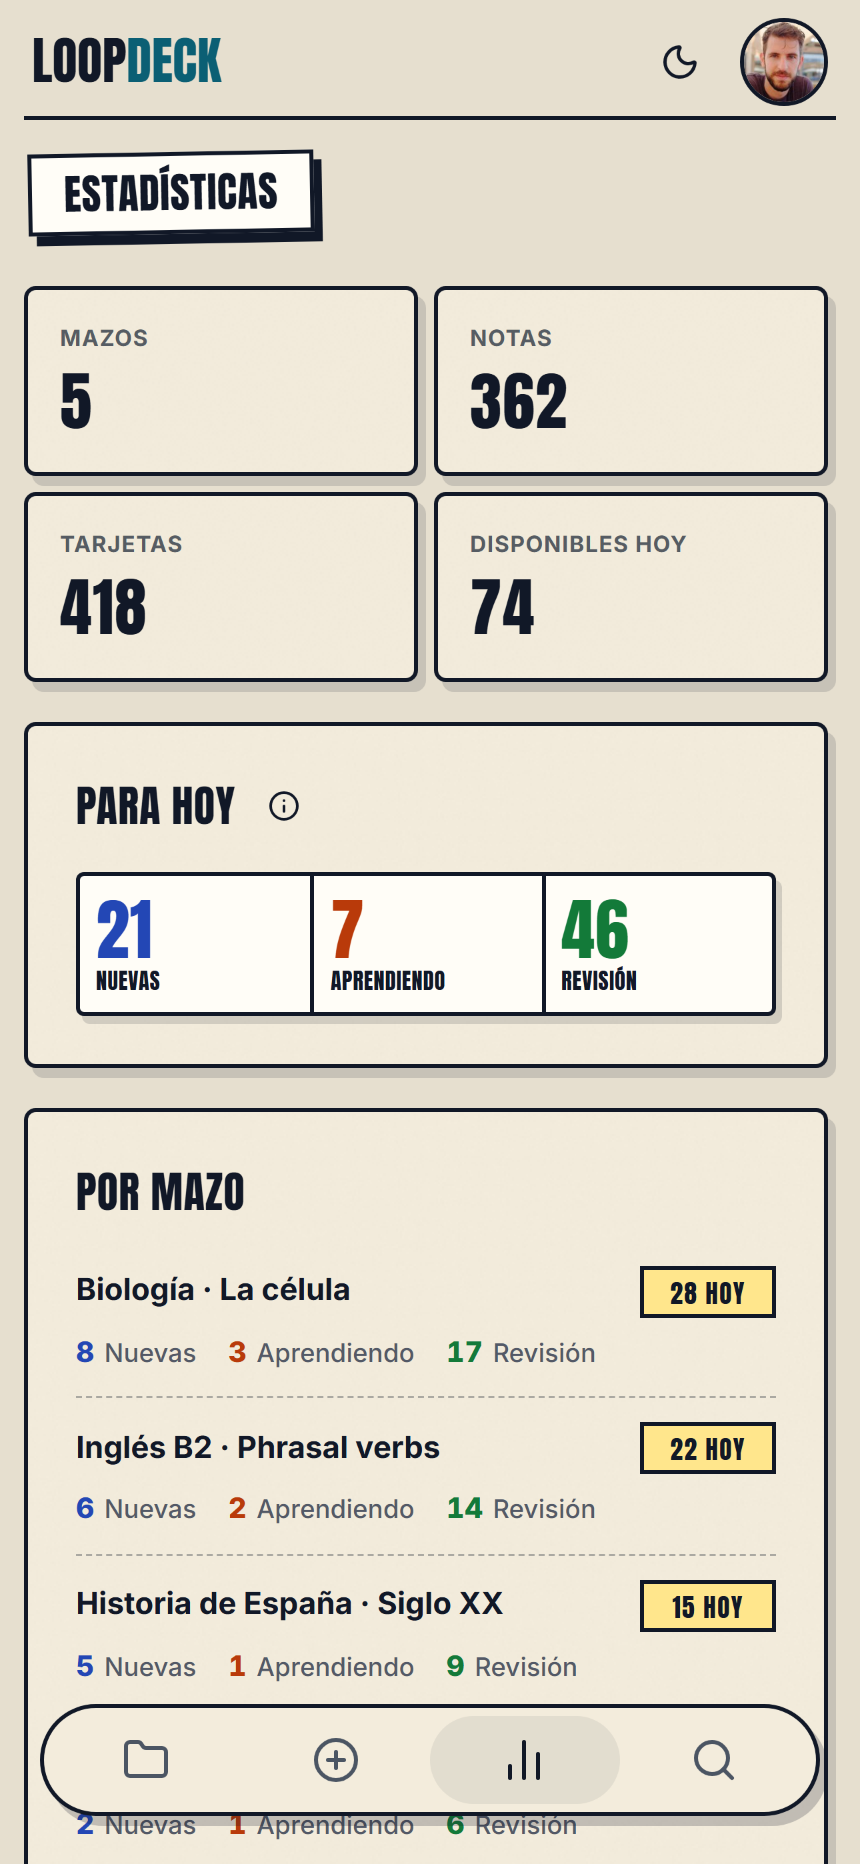 LOOPDECK
ESTADÍSTICAS
MAZOS
5
NOTAS
362
TARJETAS
418
DISPONIBLES HOY
74
PARA HOY
21
NUEVAS
7
APRENDIENDO
46
REVISIÓN
POR MAZO
Biología · La célula
28 HOY
8 Nuevas 3 Aprendiendo 17 Revisión
Inglés B2 · Phrasal verbs
22 HOY
6 Nuevas 2 Aprendiendo 14 Revisión
Historia de España · Siglo XX
15 HOY
5 Nuevas 1 Aprendiendo 9 Revisión
2 Nuevas 1 Aprendiendo 6 Revisión